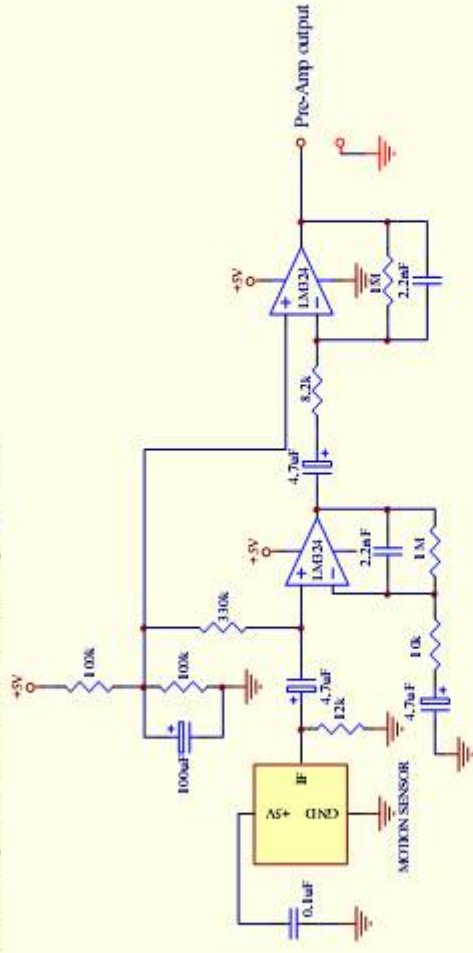 +5V
100k
100k
100uF
330k
+5V
+5V
LM324
Pre-Amp output
1M
2.2nF
8.2k
4.7uF
LM324
2.2nF
1M
10k
4.7uF
4.7uF
12k
IF
+5V
GND
MOTION SENSOR
0.1uF